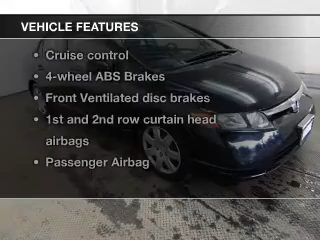 VEHICLE FEATURES
• Cruise control
• 4-wheel ABS Brakes
• Front Ventilated disc brakes
• 1st and 2nd row curtain head
airbags
• Passenger Airbag